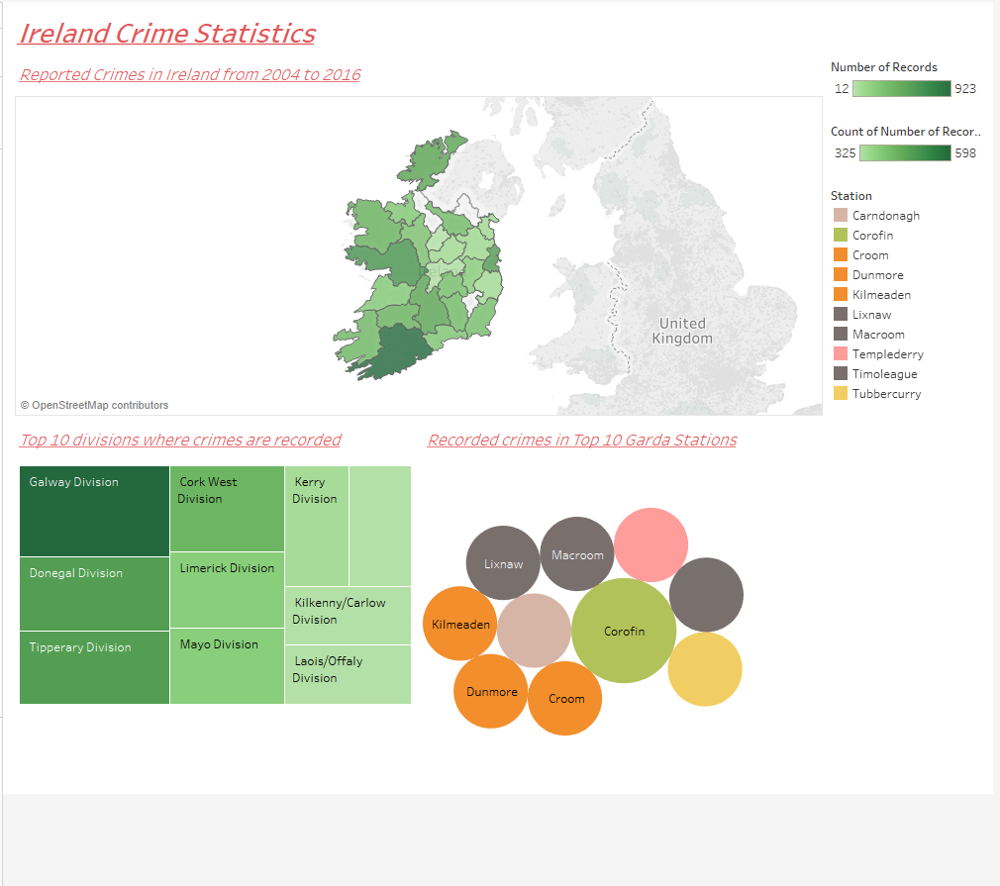 Ireland Crime Statistics
Reported Crimes in Ireland from 2004 to 2016
Number of Records
12 923
Count of Number of Recor..
325 598
Station
Carndonagh
Corofin
Croom
Dunmore
Kilmeaden
Lixnaw
Macroom
Templederry
Timoleague
Tubbercurry
United
Kingdom
© OpenStreetMap contributors
Top 10 divisions where crimes are recorded
Galway Division
Donegal Division
Tipperary Division
Cork West
Division
Limerick Division
Mayo Division
Kerry
Division
Kilkenny/Carlow
Division
Laois/Offaly
Division
Recorded crimes in Top 10 Garda Stations
Lixnaw
Macroom
Kilmeaden
Corofin
Dunmore
Croom